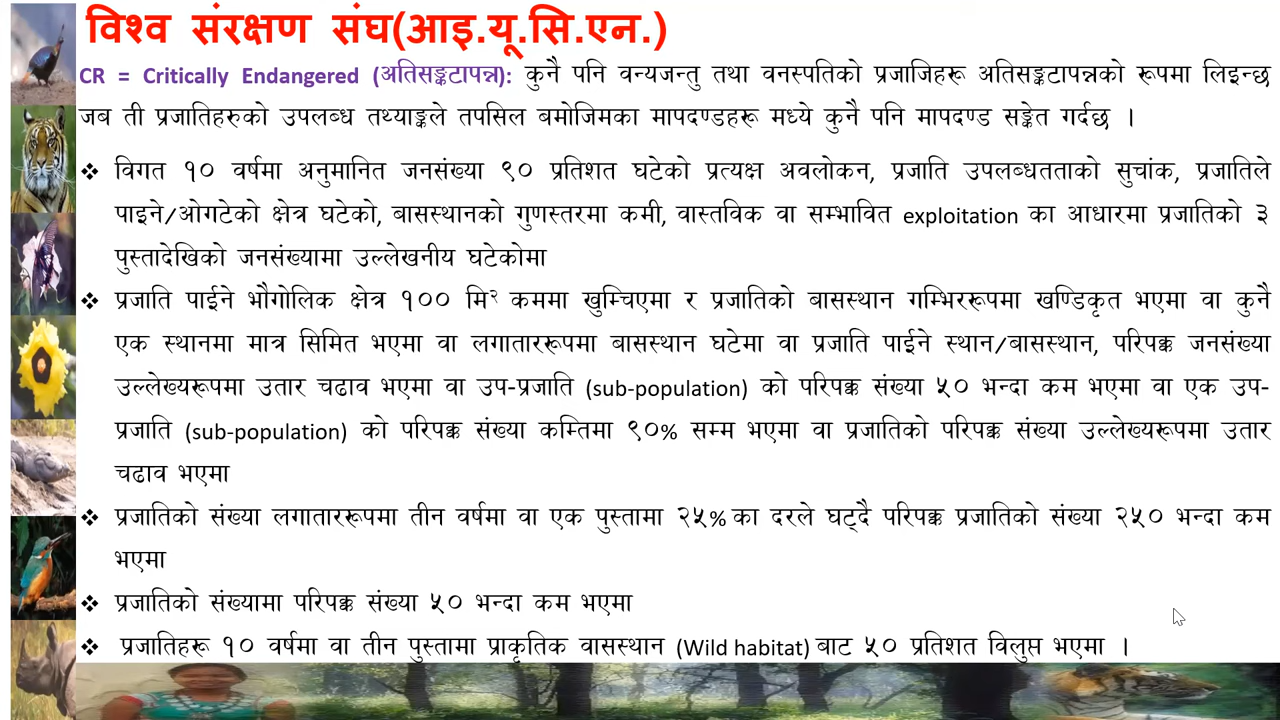 विश्व संरक्षण संघ(आइ.यू.सि.एन.)
CR = Critically Endangered (अतिसङ्कटापन्न): कुनै पनि वन्यजन्तु तथा वनस्पतिको प्रजाजिहरू अतिसङ्कटापन्नको रूपमा लिइन्छ
जब ती प्रजातिहरुको उपलब्ध तथ्याङ्कले तपसिल बमोजिमका मापदण्डहरू मध्ये कुनै पनि मापदण्ड सङ्केत गर्दछ ।
❖ विगत १० वर्षमा अनुमानित जनसंख्या ९० प्रतिशत घटेको प्रत्यक्ष अवलोकन, प्रजाति उपलब्धतताको सुचांक, प्रजातिले
पाइने/ओगटेको क्षेत्र घटेको, बासस्थानको गुणस्तरमा कमी, वास्तविक वा सम्भावित exploitation का आधारमा प्रजातिको ३
पुस्तादेखिको जनसंख्यामा उल्लेखनीय घटेकोमा
❖ प्रजाति पाईने भौगोलिक क्षेत्र १०० मि२ कममा खुम्चिएमा र प्रजातिको बासस्थान गम्भिररूपमा खण्डिकृत भएमा वा कुनै
एक स्थानमा मात्र सिमित भएमा वा लगाताररूपमा बासस्थान घटेमा वा प्रजाति पाईने स्थान/बासस्थान, परिपक्क जनसंख्या
उल्लेख्यरूपमा उतार चढाव भएमा वा उप-प्रजाति (sub-population) को परिपक्क संख्या ५० भन्दा कम भएमा वा एक उप-
प्रजाति (sub-population) को परिपक्क संख्या कम्तिमा ९०% सम्म भएमा वा प्रजातिको परिपक्क संख्या उल्लेख्यरूपमा उतार
चढाव भएमा
❖ प्रजातिको संख्या लगाताररूपमा तीन वर्षमा वा एक पुस्तामा २५% का दरले घट्दै परिपक्क प्रजातिको संख्या २५० भन्दा कम
भएमा
❖ प्रजातिको संख्यामा परिपक्क संख्या ५० भन्दा कम भएमा
❖ प्रजातिहरू १० वर्षमा वा तीन पुस्तामा प्राकृतिक वासस्थान (Wild habitat) बाट ५० प्रतिशत विलुप्त भएमा ।